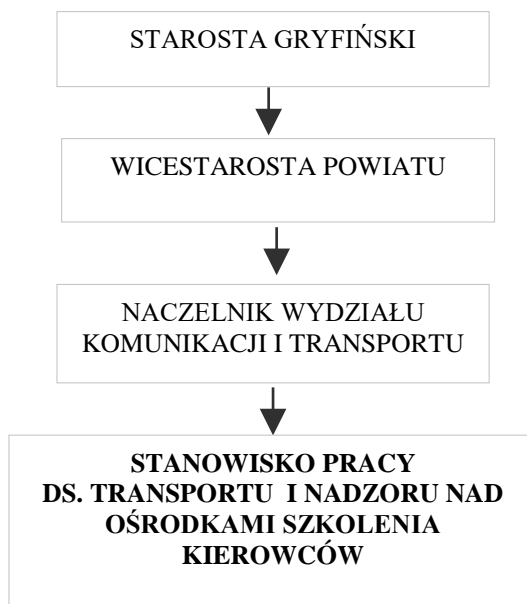 STAROSTA GRYFIŃSKI
WICESTAROSTA POWIATU
NACZELNIK WYDZIAŁU
KOMUNIKACJI I TRANSPORTU
STANOWISKO PRACY
DS. TRANSPORTU I NADZORU NAD
OŚRODKAMI SZKOLENIA
KIEROWCÓW